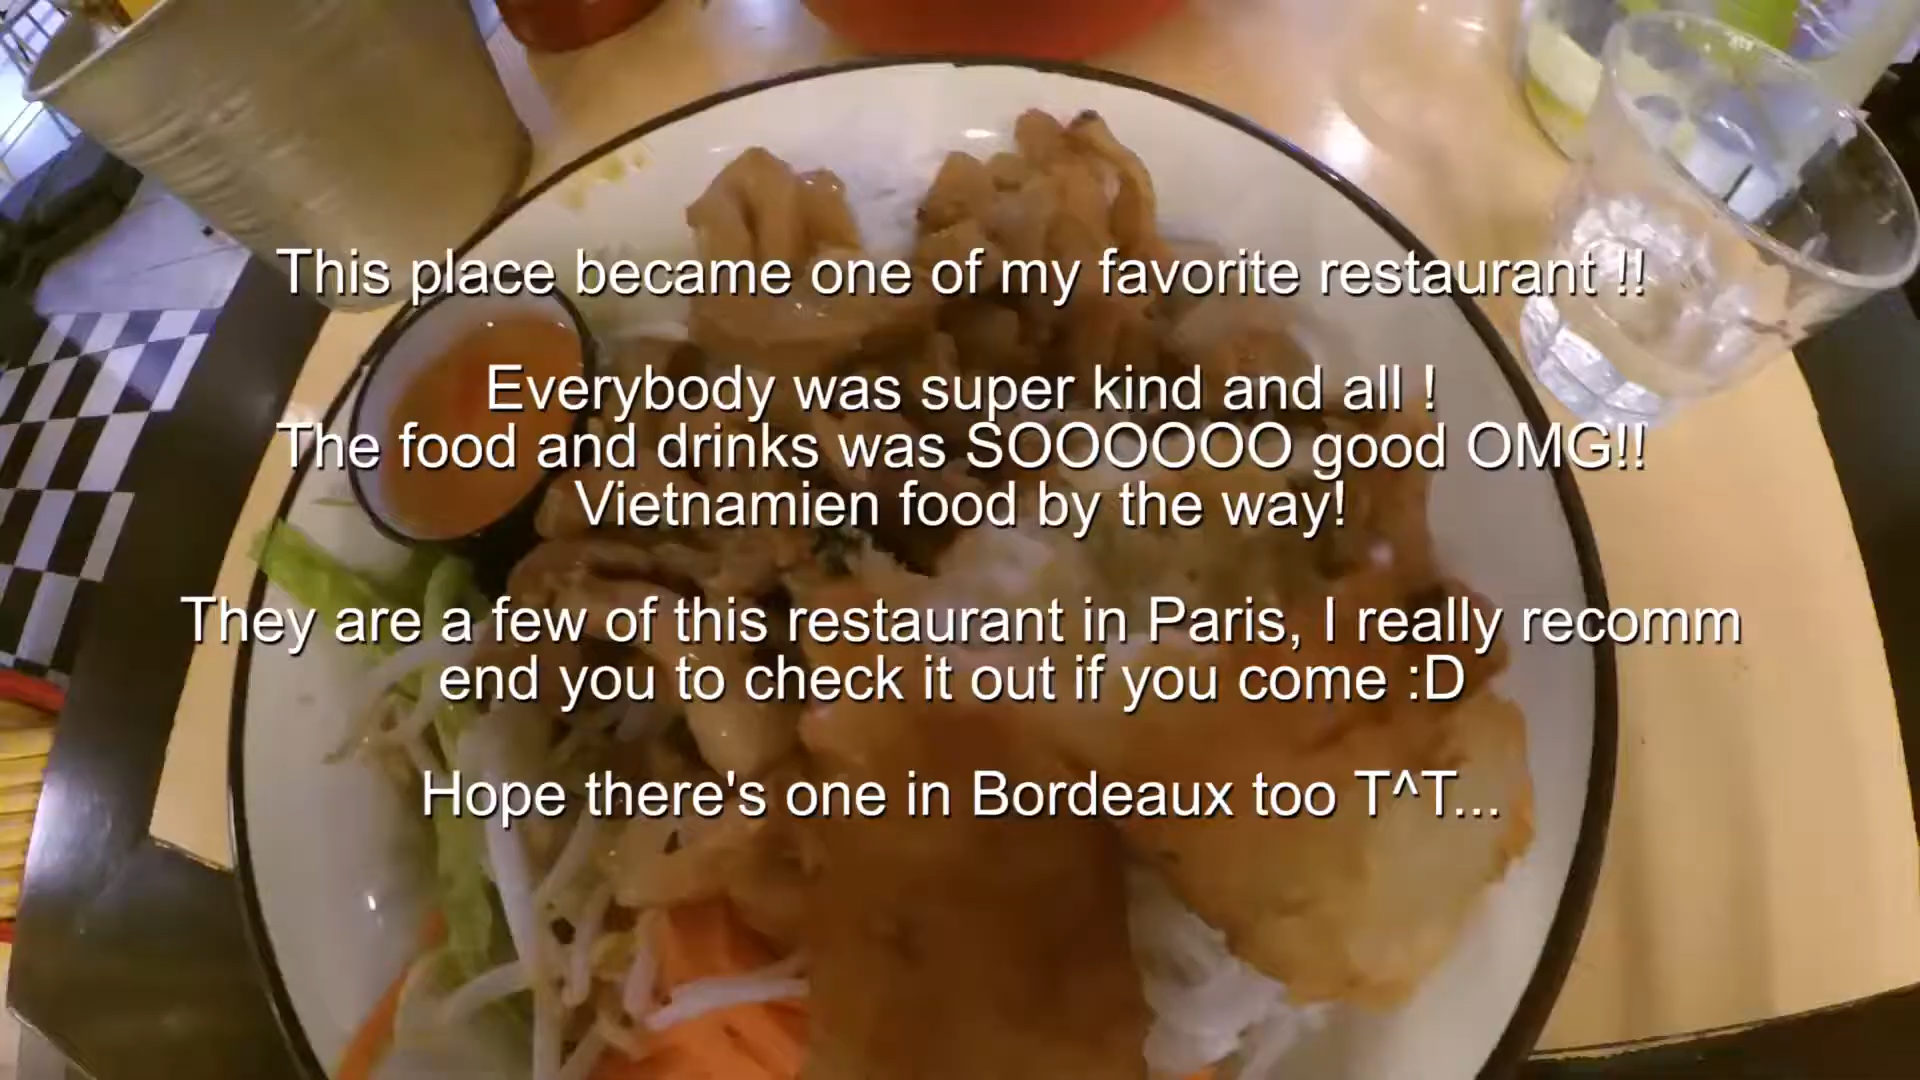 This place became one of my favorite restaurant !!
Everybody was super kind and all !
The food and drinks was SOOOOOO good OMG!!
Vietnamien food by the way!
They are a few of this restaurant in Paris, I really recomm
end you to check it out if you come :D
Hope there's one in Bordeaux too T^T...